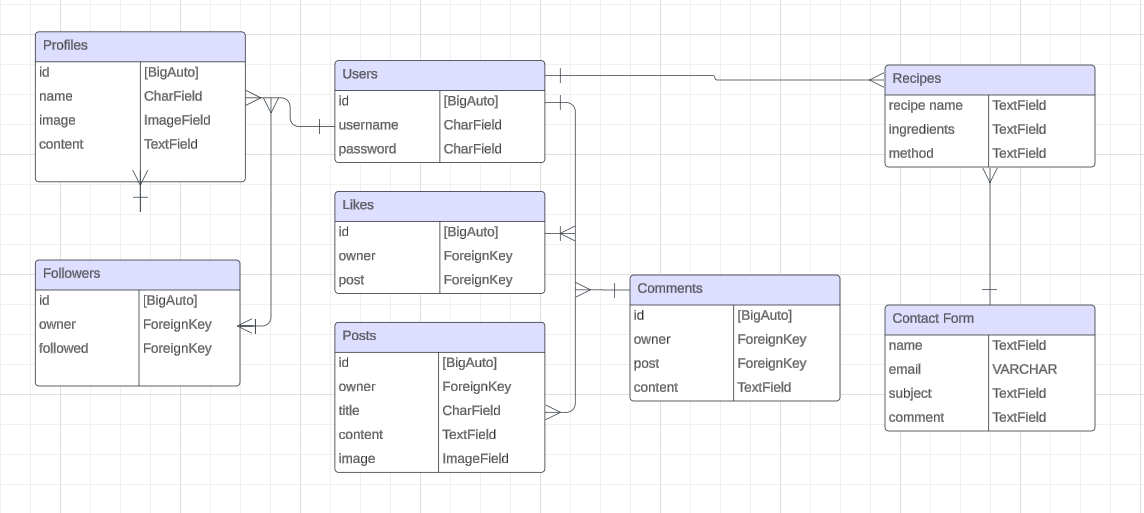 Profiles
id [BigAuto]
name CharField
image ImageField
content TextField
Users
id [BigAuto]
username CharField
password CharField
Recipes
recipe name TextField
ingredients TextField
method TextField
Likes
id [BigAuto]
owner ForeignKey
post ForeignKey
Followers
id [BigAuto]
owner ForeignKey
followed ForeignKey
Comments
id [BigAuto]
owner ForeignKey
post ForeignKey
content TextField
Posts
id [BigAuto]
owner ForeignKey
title CharField
content TextField
image ImageField
Contact Form
name TextField
email VARCHAR
subject TextField
comment TextField